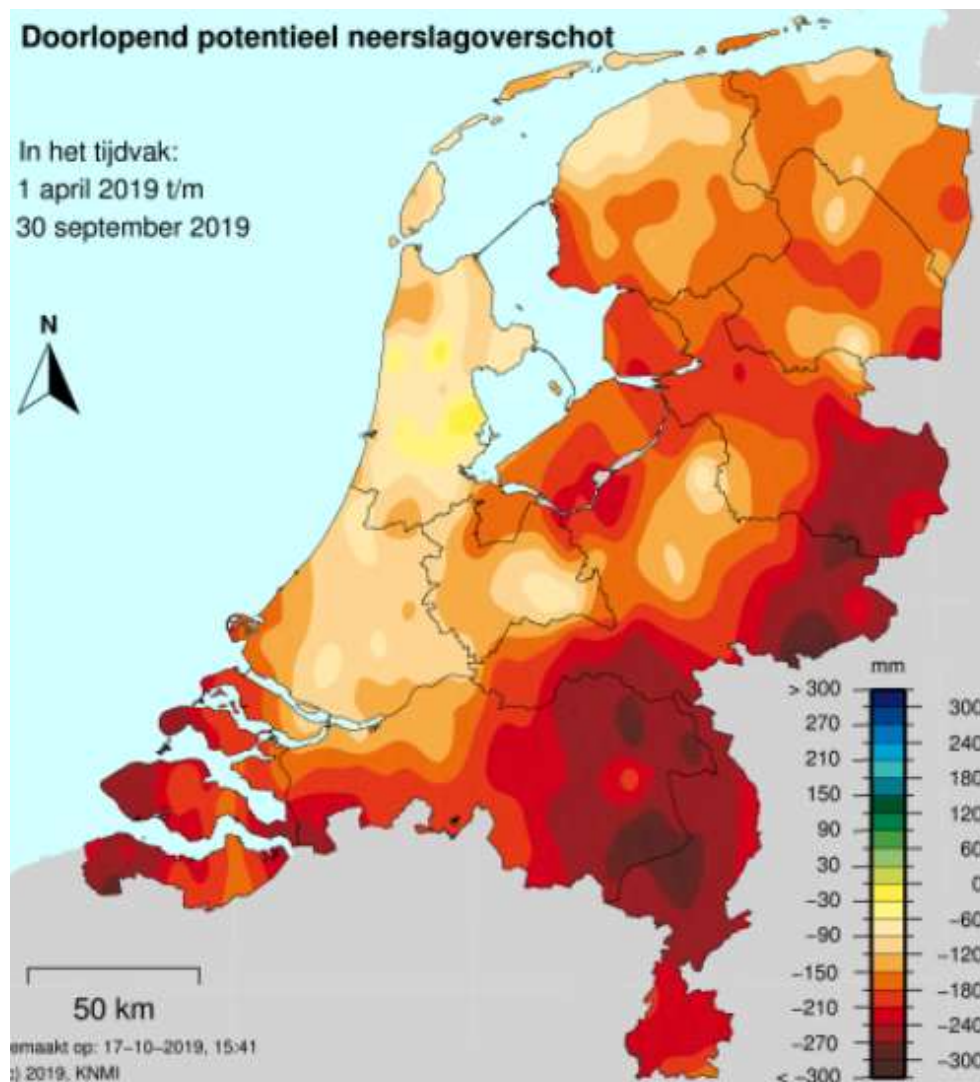 Doorlopend potentieel neerslagoverschot
In het tijdvak:
1 april 2019 t/m
30 september 2019
N
mm
> 300
270
210
150
90
30
-30
-90
-150
-210
-270
< -300
300
240
180
120
60
0
-60
-120
-180
-240
-300
50 km
emaakt op: 17-10-2019, 15:41
c) 2019, KNMI